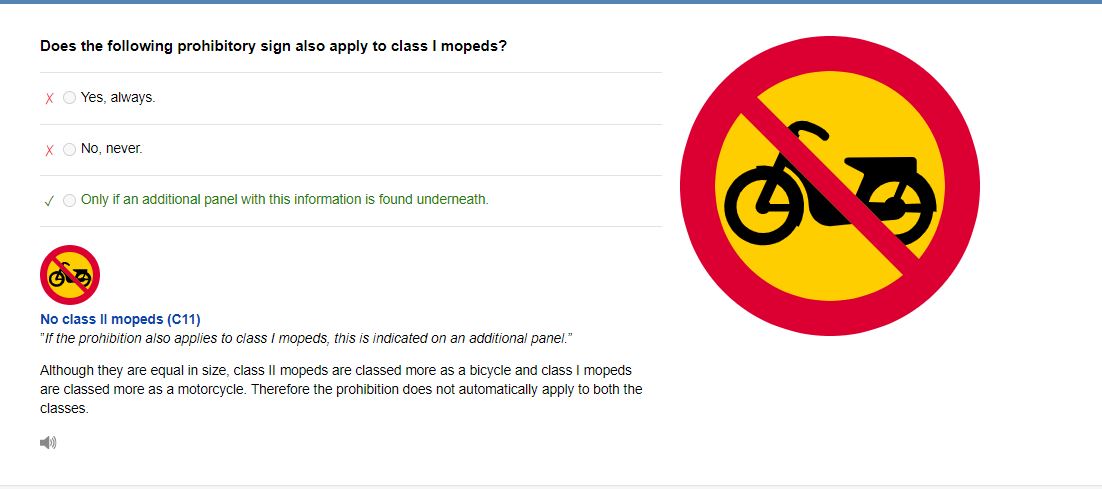 Does the following prohibitory sign also apply to class I mopeds?
✗ Yes, always.
✗ No, never.
✓ Only if an additional panel with this information is found underneath.
No class II mopeds (C11)
"If the prohibition also applies to class I mopeds, this is indicated on an additional panel."
Although they are equal in size, class II mopeds are classed more as a bicycle and class I mopeds
are classed more as a motorcycle. Therefore the prohibition does not automatically apply to both the
classes.